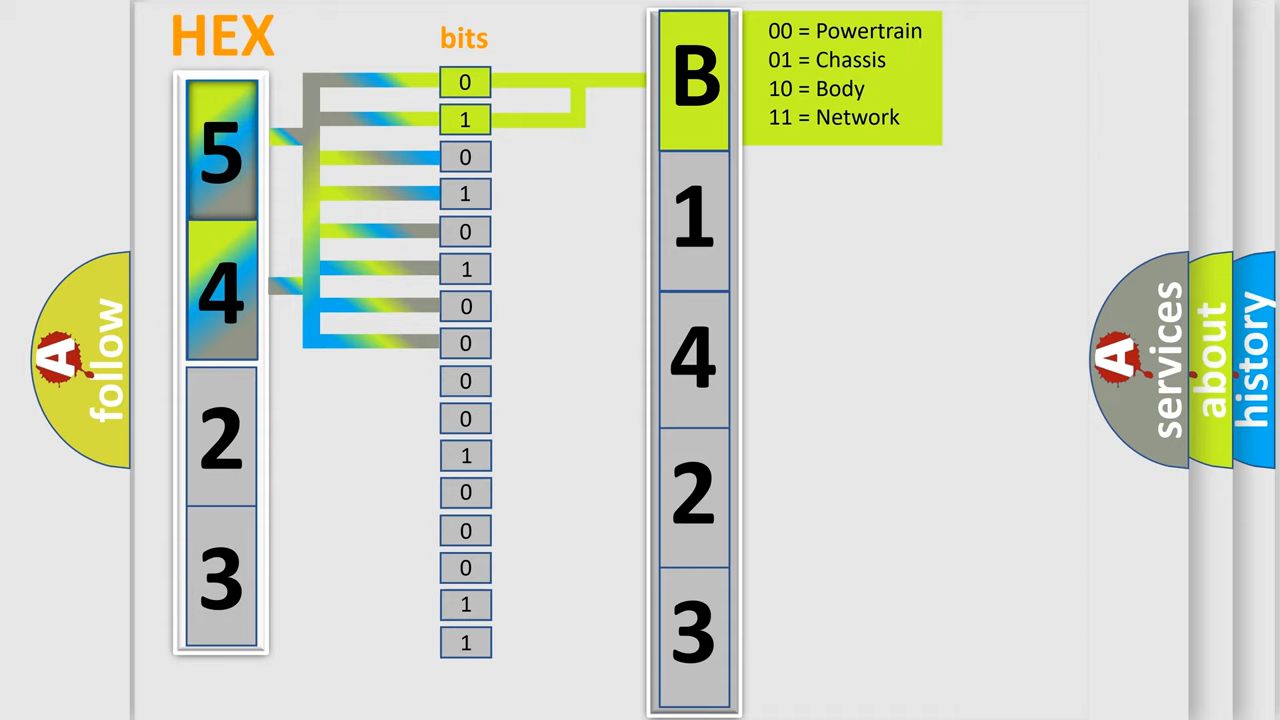 HEX
5
4
2
3
bits
0
1
0
1
0
1
0
0
0
0
1
0
0
0
1
1
B
1
4
2
3
00 = Powertrain
01 = Chassis
10 = Body
11 = Network
A
follow
A
services
about
history